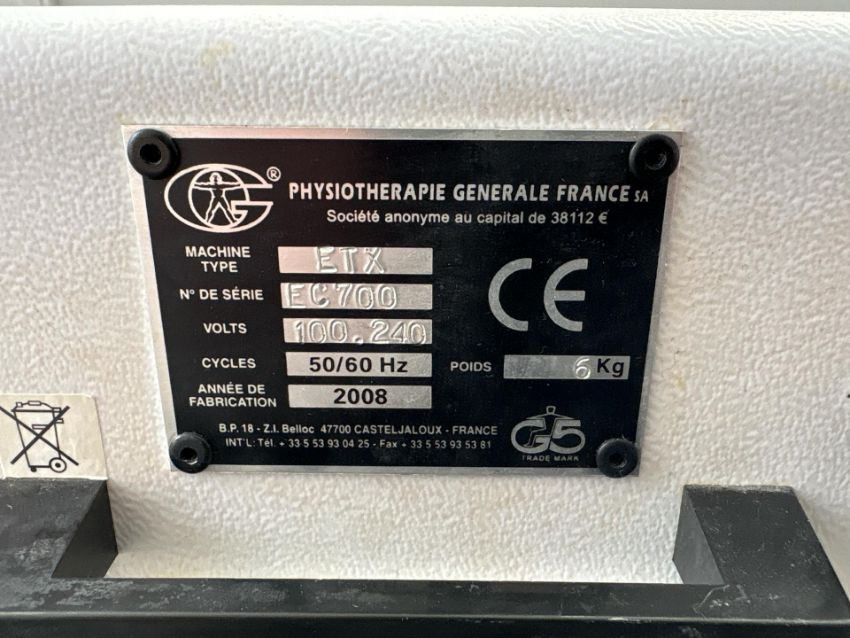 ®
PHYSIOTHERAPIE GENERALE FRANCE SA
Société anonyme au capital de 38112 €
MACHINE TYPE ETX
N° DE SÉRIE EC700
VOLTS 100.240
CYCLES 50/60 Hz
ANNÉE DE FABRICATION 2008
CE
POIDS 6 Kg
B.P. 18 - Z.I. Belloc 47700 CASTELJALOUX - FRANCE
INT'L: Tél. + 33 5 53 93 04 25 - Fax + 33 5 53 93 53 81
G5
TRADE MARK